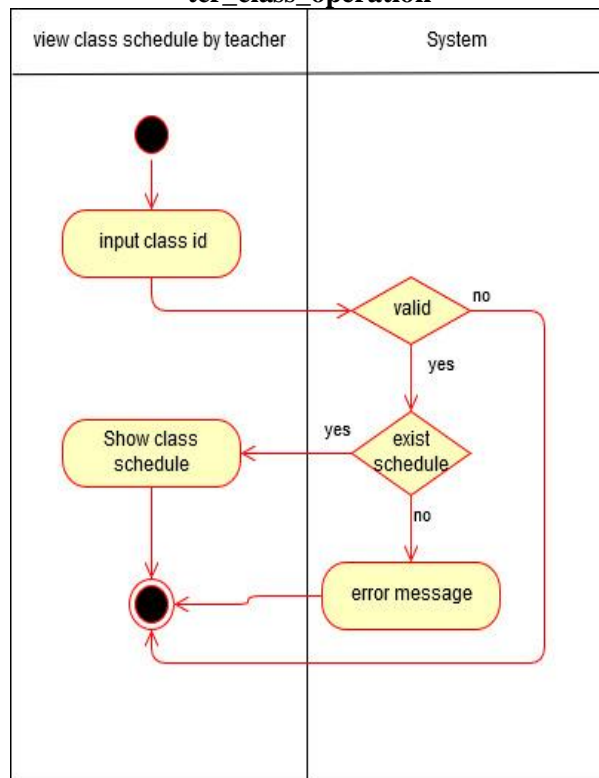 ter_class_operation
view class schedule by teacher
System
input class id
valid
no
yes
Show class
schedule
yes
exist
schedule
no
error message